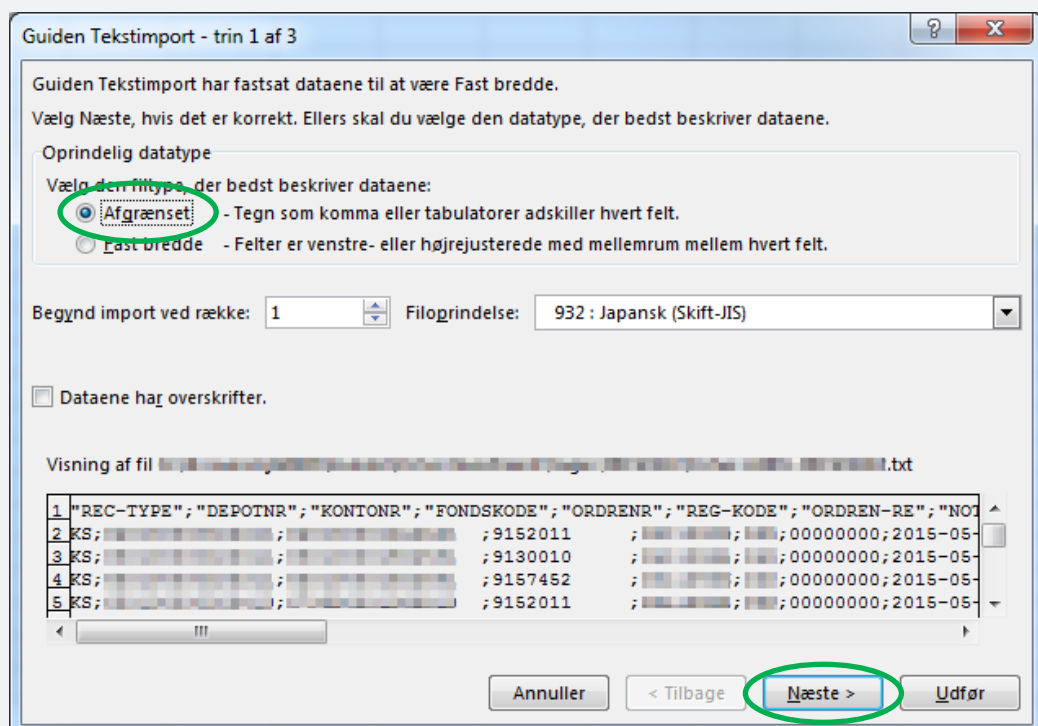 Guiden Tekstimport - trin 1 af 3
Guiden Tekstimport har fastsat dataene til at være Fast bredde.
Vælg Næste, hvis det er korrekt. Ellers skal du vælge den datatype, der bedst beskriver dataene.
Oprindelig datatype
Vælg den filtype, der bedst beskriver dataene:
Afgrænset - Tegn som komma eller tabulatorer adskiller hvert felt.
Fast bredde - Felter er venstre- eller højrejusterede med mellemrum mellem hvert felt.
Begynd import ved række: 1 Filoprindelse: 932 : Japansk (Skift-JIS)
Dataene har overskrifter.
Visning af fil .txt
1 "REC-TYPE";"DEPOTNR";"KONTONR";"FONDSKODE";"ORDRENR";"REG-KODE";"ORDREN-RE";"NOT
2 KS; ; ;9152011 ; ; ;00000000;2015-05-
3 KS; ; ;9130010 ; ; ;00000000;2015-05-
4 KS; ; ;9157452 ; ; ;00000000;2015-05-
5 KS; ; ;9152011 ; ; ;00000000;2015-05-
Annuller < Tilbage Næste > Udfør